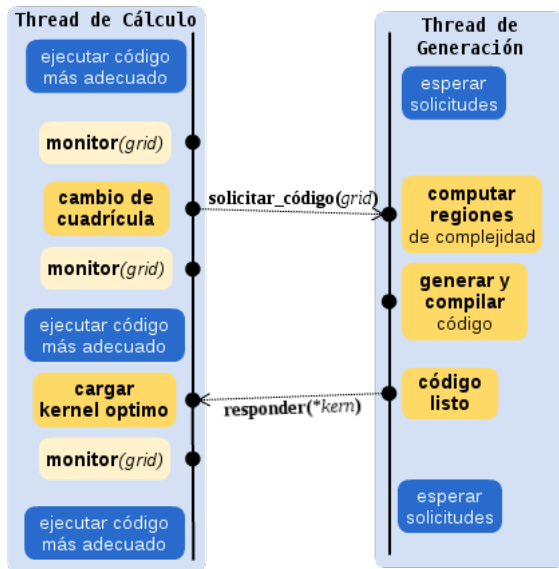 Thread de Cálculo
ejecutar código
más adecuado
monitor(grid)
cambio de
cuadrícula
monitor(grid)
ejecutar código
más adecuado
cargar
kernel optimo
monitor(grid)
ejecutar código
más adecuado
solicitar_código(grid)
responder(*kern)
Thread de
Generación
esperar
solicitudes
computar
regiones
de complejidad
generar y
compilar
código
código
listo
esperar
solicitudes